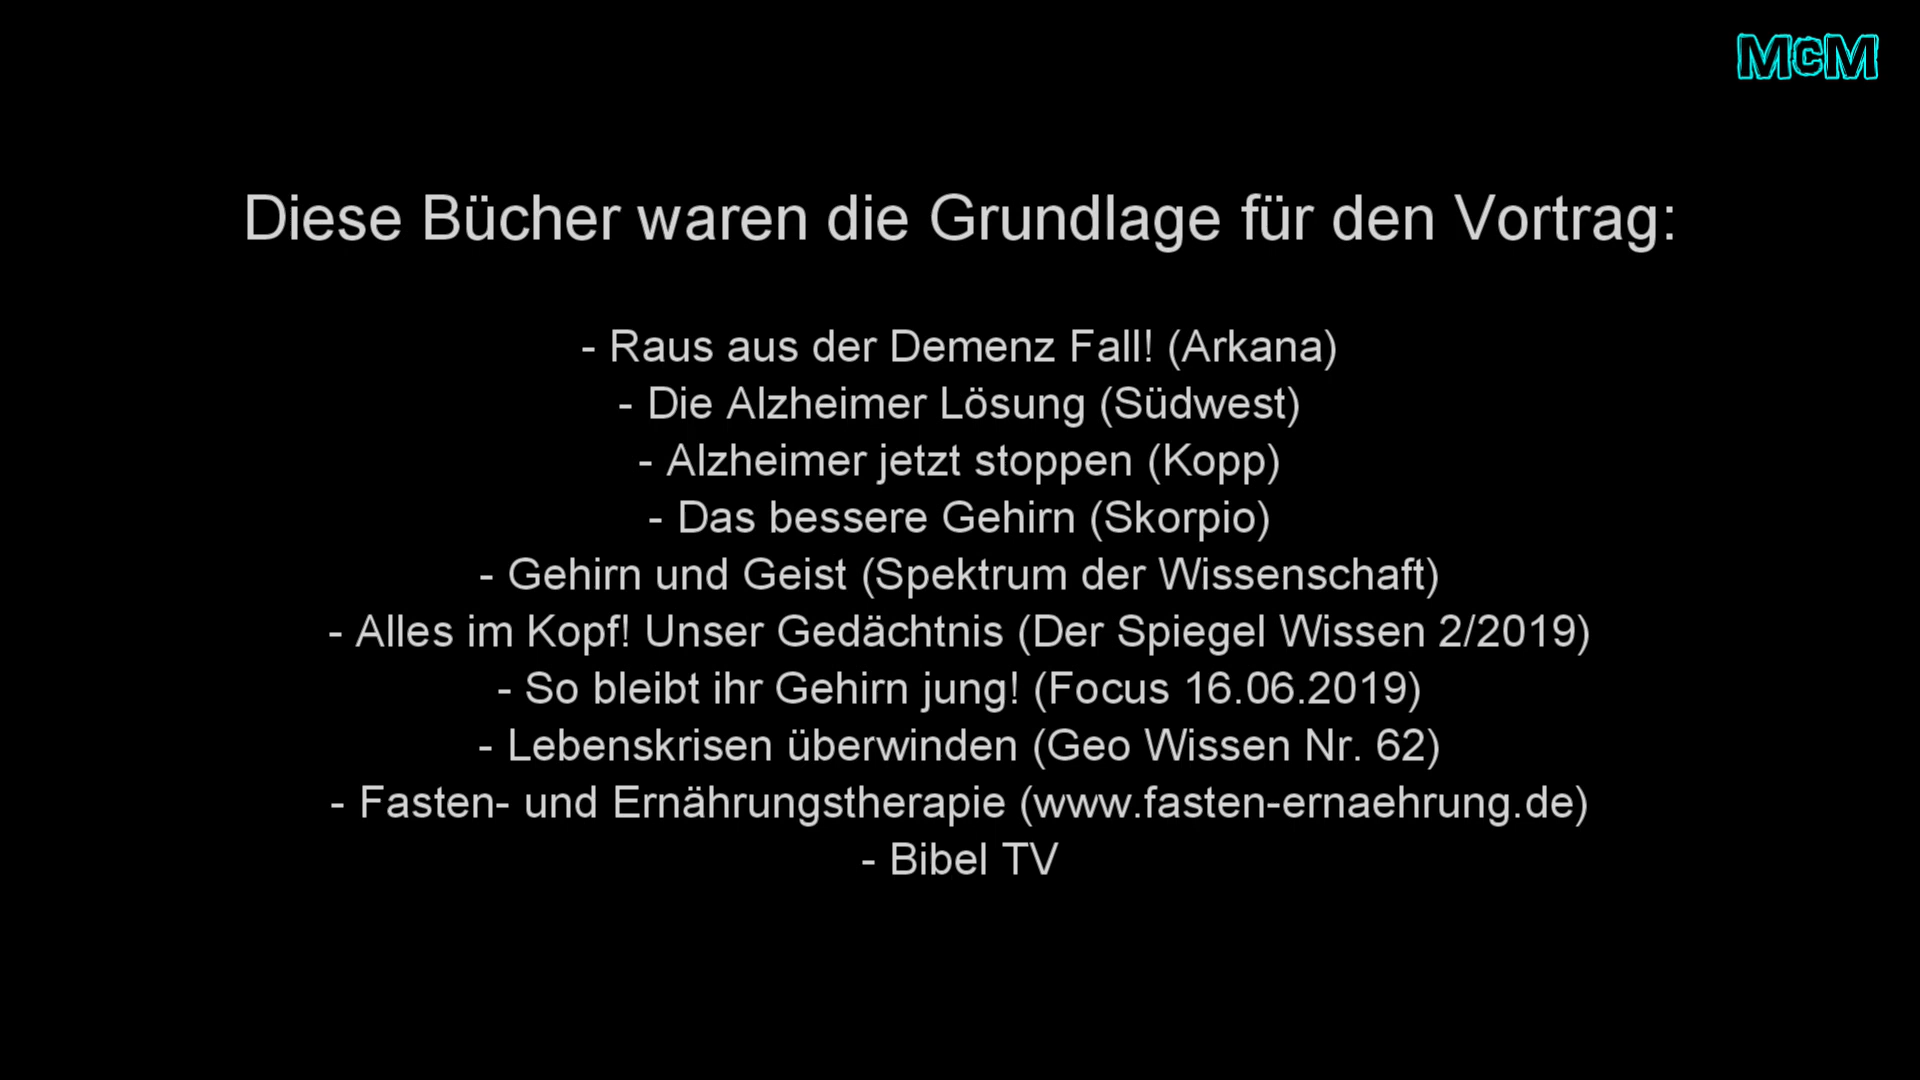 McM
Diese Bücher waren die Grundlage für den Vortrag:
- Raus aus der Demenz Fall! (Arkana)
- Die Alzheimer Lösung (Südwest)
- Alzheimer jetzt stoppen (Kopp)
- Das bessere Gehirn (Skorpio)
- Gehirn und Geist (Spektrum der Wissenschaft)
- Alles im Kopf! Unser Gedächtnis (Der Spiegel Wissen 2/2019)
- So bleibt ihr Gehirn jung! (Focus 16.06.2019)
- Lebenskrisen überwinden (Geo Wissen Nr. 62)
- Fasten- und Ernährungstherapie (www.fasten-ernaehrung.de)
- Bibel TV